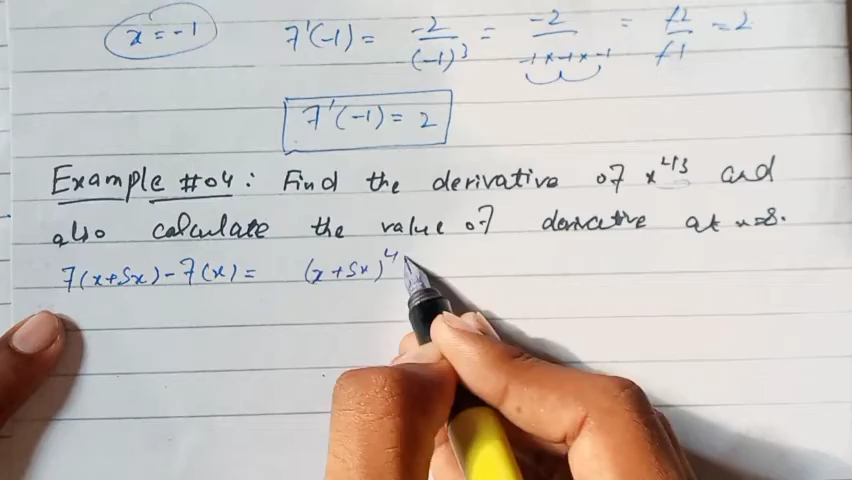 x = -1 f'(-1) = -2/(-1)³ = -2/-1×-1×-1 = -2/-1 = 2
f'(-1) = 2
Example #04: Find the derivative of x^4/3 and
also calculate the value of derivative at x=8.
f(x+δx)-f(x) = (x+δx)^4